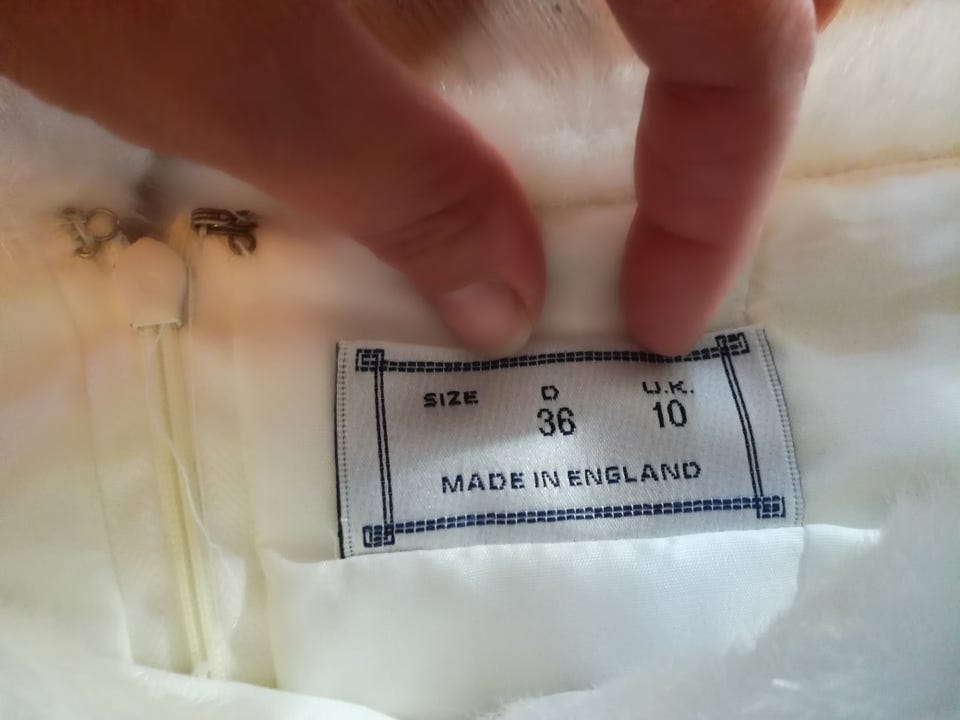 SIZE D U.K.
36 10
MADE IN ENGLAND